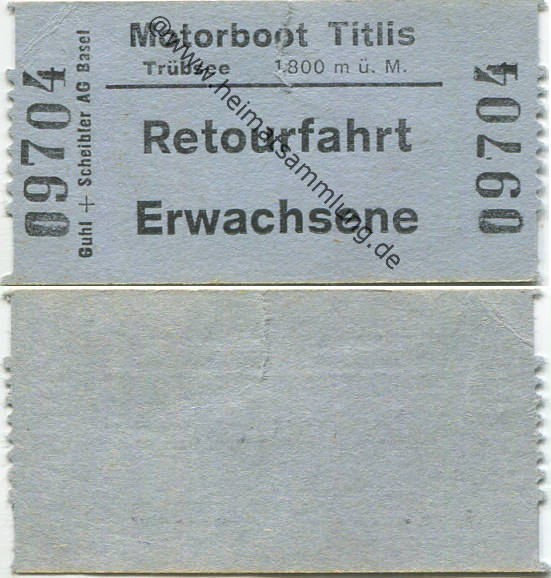 Motorboot Titlis
Trübsee 1800 m ü. M.
Retourfahrt
Erwachsene
09704
Guhl + Scheibler AG Basel
09704
@www.heimatsammlung.de